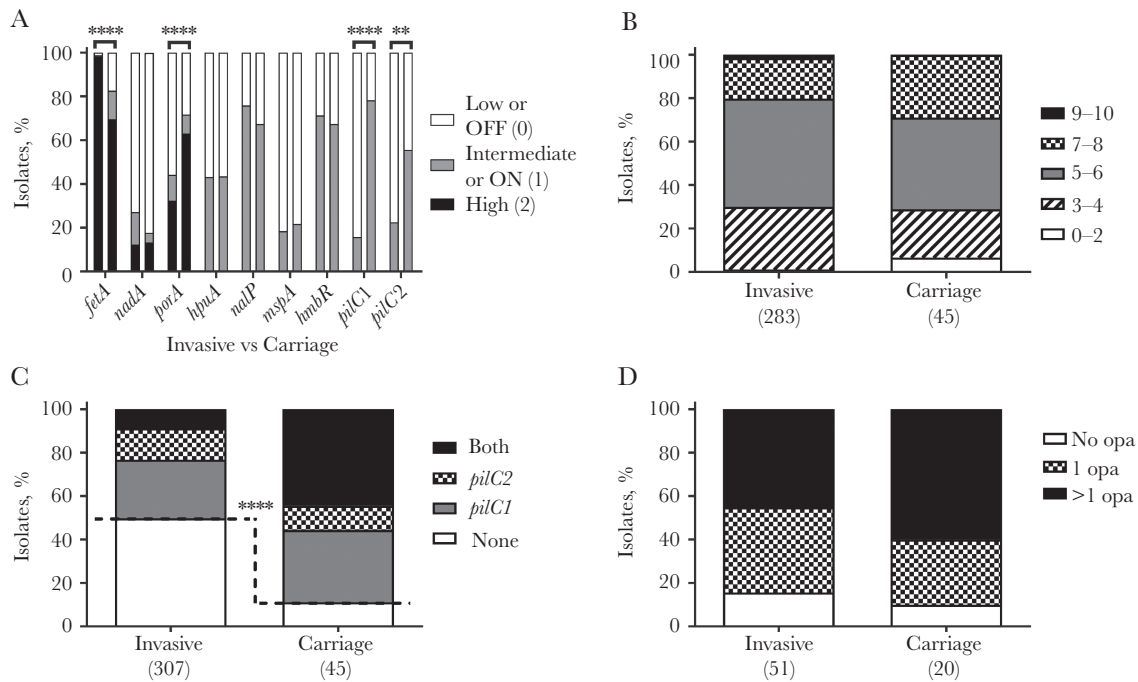 A
**** **** **** **
100
80
60
40
20
0
Isolates, %
fetA nadA porA hpuA nalP mspA hmbR pilC1 pilC2
Invasive vs Carriage
Low or
OFF (0)
Intermediate
or ON (1)
High (2)
B
100
80
60
40
20
0
Isolates, %
Invasive Carriage
(283) (45)
9–10
7–8
5–6
3–4
0–2
C
100
80
60
40
20
0
Isolates, %
****
Invasive Carriage
(307) (45)
Both
pilC2
pilC1
None
D
100
80
60
40
20
0
Isolates, %
Invasive Carriage
(51) (20)
No opa
1 opa
>1 opa